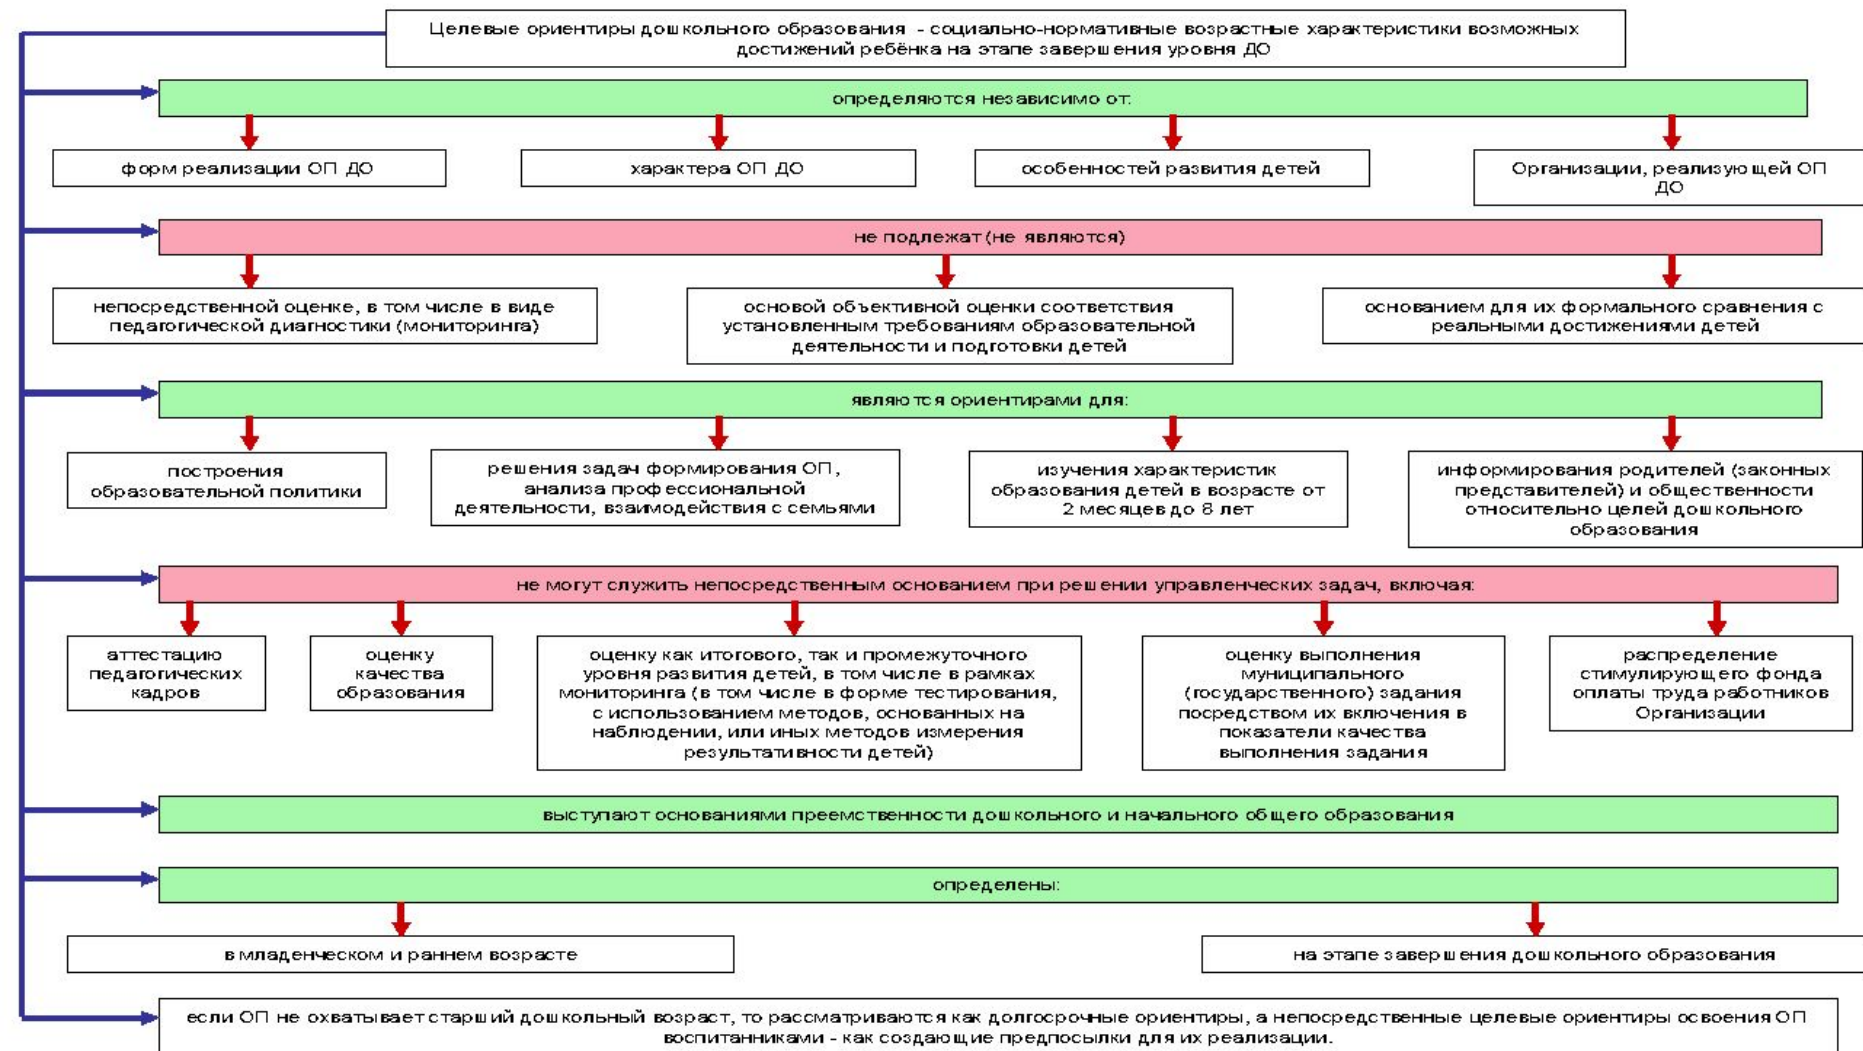 Целевые ориентиры дошкольного образования - социально-нормативные возрастные характеристики возможных
достижений ребёнка на этапе завершения уровня ДО
определяются независимо от:
форм реализации ОП ДО
характера ОП ДО
особенностей развития детей
Организации, реализующей ОП
ДО
не подлежат (не являются)
непосредственной оценке, в том числе в виде
педагогической диагностики (мониторинга)
основой объективной оценки соответствия
установленным требованиям образовательной
деятельности и подготовки детей
основанием для их формального сравнения с
реальными достижениями детей
являются ориентирами для:
построения
образовательной политики
решения задач формирования ОП,
анализа профессиональной
деятельности, взаимодействия с семьями
изучения характеристик
образования детей в возрасте от
2 месяцев до 8 лет
информирования родителей (законных
представителей) и общественности
относительно целей дошкольного
образования
не могут служить непосредственным основанием при решении управленческих задач, включая:
аттестацию
педагогических
кадров
оценку
качества
образования
оценку как итогового, так и промежуточного
уровня развития детей, в том числе в рамках
мониторинга (в том числе в форме тестирования,
с использованием методов, основанных на
наблюдении, или иных методов измерения
результативности детей)
оценку выполнения
муниципального
(государственного) задания
посредством их включения в
показатели качества
выполнения задания
распределение
стимулирующего фонда
оплаты труда работников
Организации
выступают основаниями преемственности дошкольного и начального общего образования
определены:
в младенческом и раннем возрасте
на этапе завершения дошкольного образования
если ОП не охватывает старший дошкольный возраст, то рассматриваются как долгосрочные ориентиры, а непосредственные целевые ориентиры освоения ОП
воспитанниками - как создающие предпосылки для их реализации.